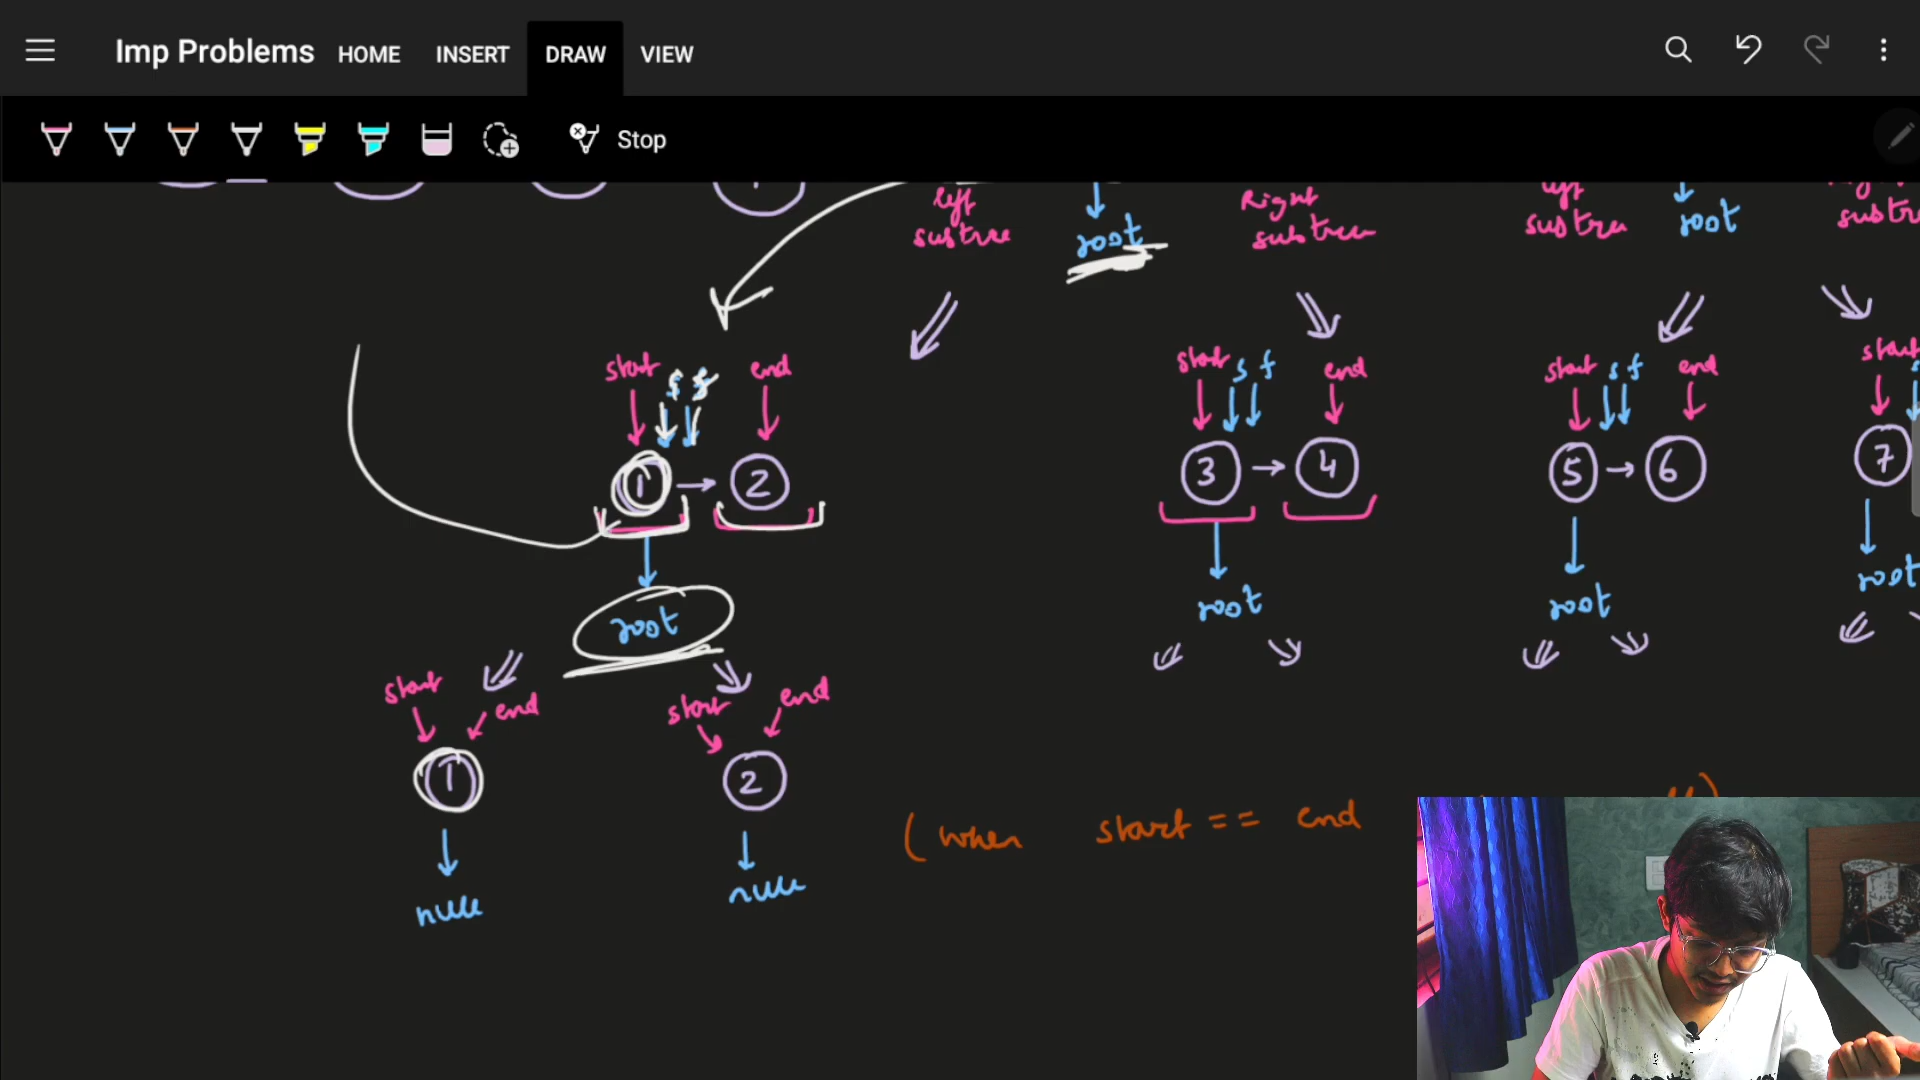 Imp Problems HOME INSERT DRAW VIEW
Stop
left subtree
root
Right subtree
left subtree
root
subtre
start s f end
1 → 2
root
start s f end
3 → 4
root
start s f end
5 → 6
root
start
7
root
start end
1
null
start end
2
null
(when start == end